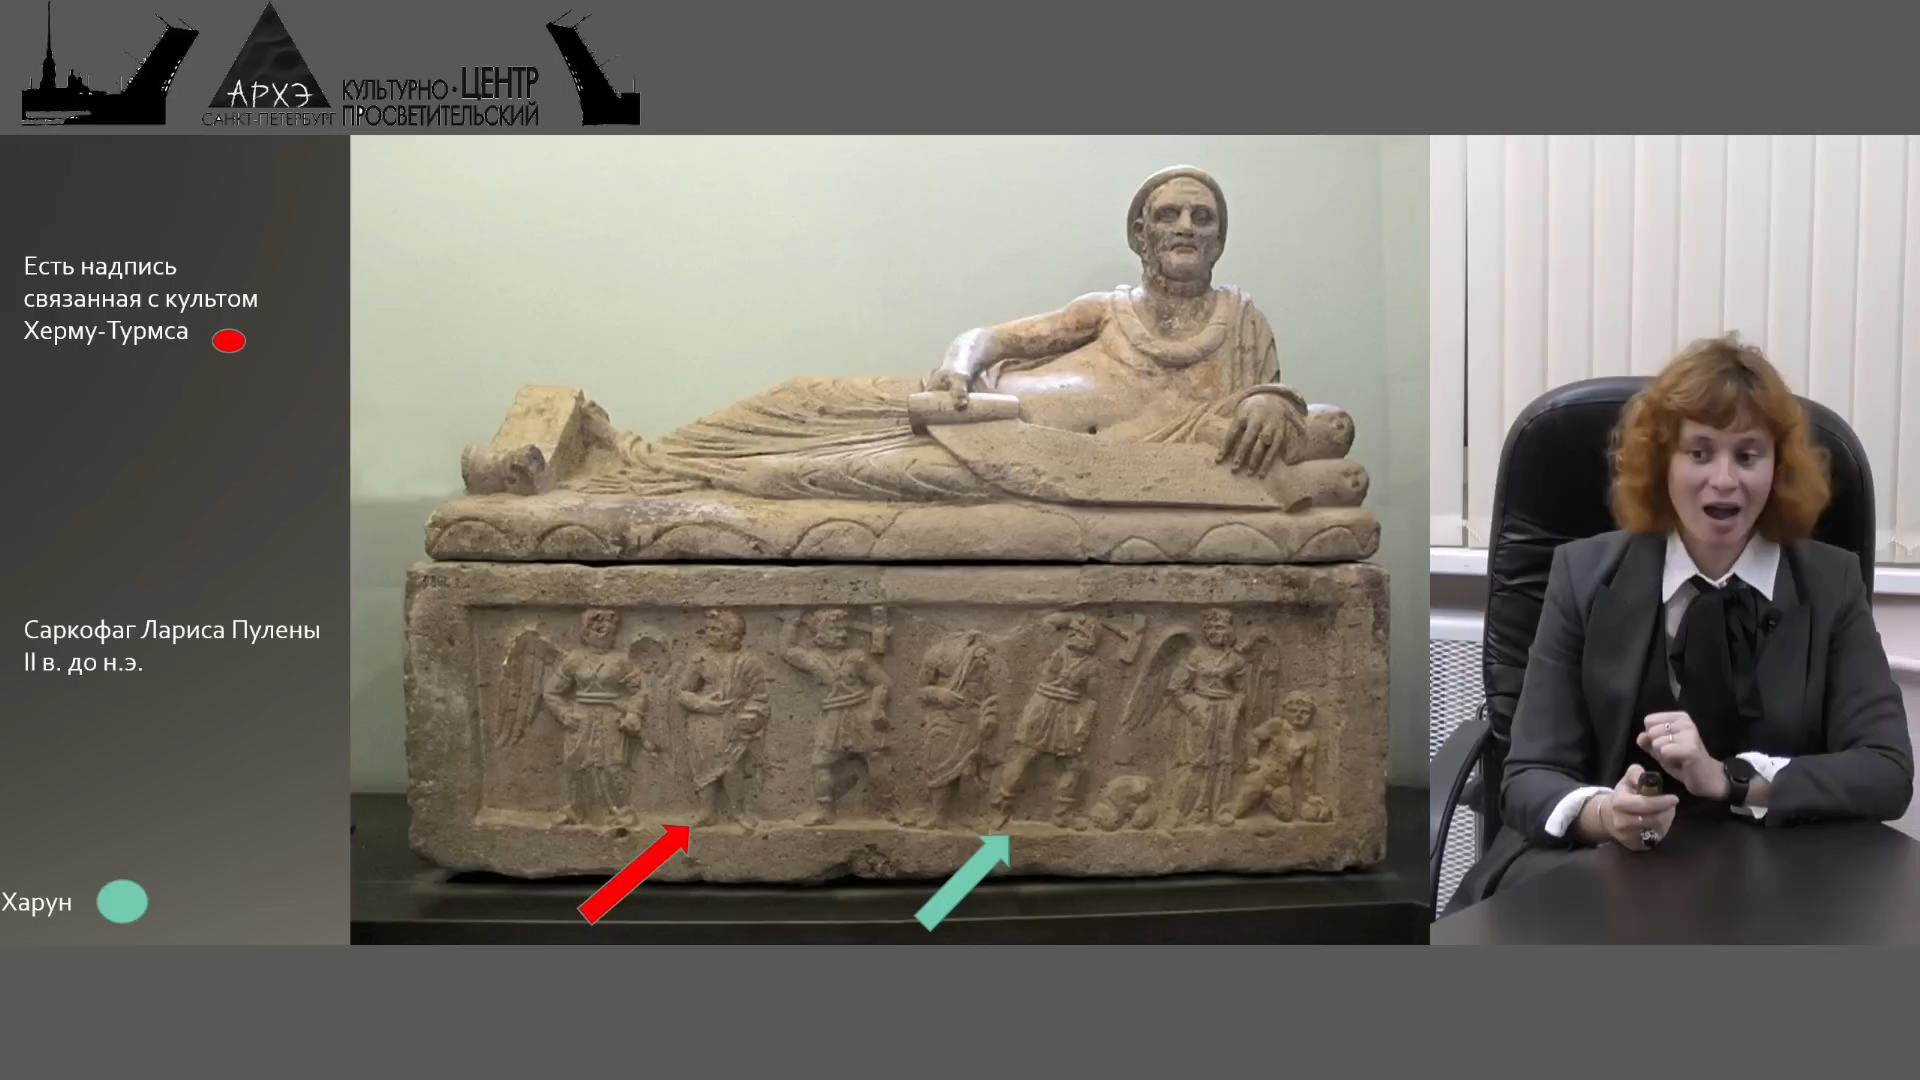 АРХЭ
САНКТ-ПЕТЕРБУРГ
КУЛЬТУРНО·ЦЕНТР
ПРОСВЕТИТЕЛЬСКИЙ
Есть надпись
связанная с культом
Херму-Турмса
Саркофаг Лариса Пулены
II в. до н.э.
Харун